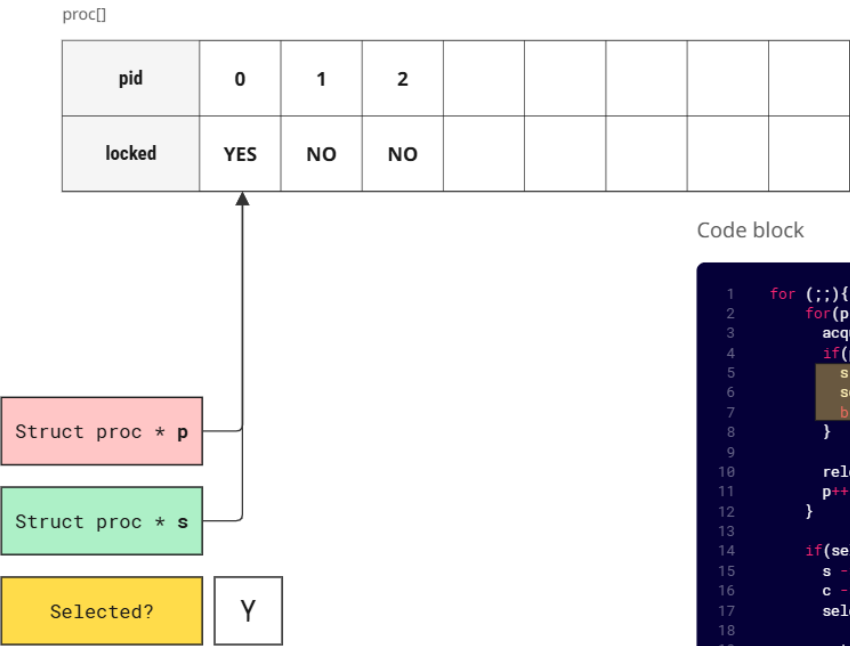 proc[]
pid 0 1 2
locked YES NO NO
Code block
1 for (;;){
2 for(p
3 acq
4 if(
5 s
6 s
7 b
8 }
9
10 rel
11 p++
12 }
13
14 if(se
15 s -
16 c -
17 sel
18
Struct proc * p
Struct proc * s
Selected? Y